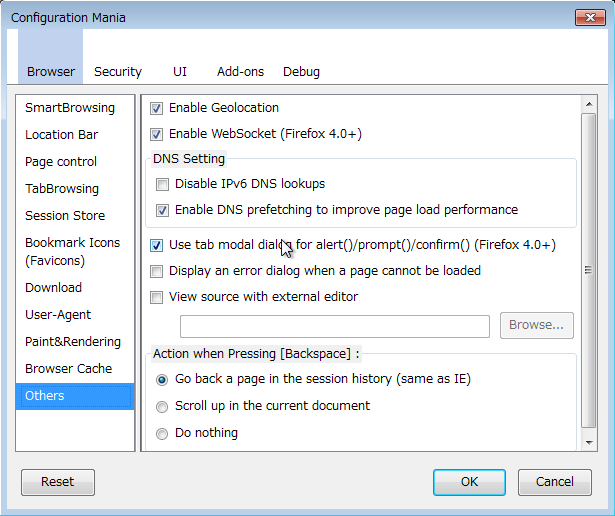 Configuration Mania
Browser Security UI Add-ons Debug
SmartBrowsing
Location Bar
Page control
TabBrowsing
Session Store
Bookmark Icons
(Favicons)
Download
User-Agent
Paint&Rendering
Browser Cache
Others
Enable Geolocation
Enable WebSocket (Firefox 4.0+)
DNS Setting
Disable IPv6 DNS lookups
Enable DNS prefetching to improve page load performance
Use tab modal dialog for alert()/prompt()/confirm() (Firefox 4.0+)
Display an error dialog when a page cannot be loaded
View source with external editor
Browse...
Action when Pressing [Backspace] :
Go back a page in the session history (same as IE)
Scroll up in the current document
Do nothing
Reset OK Cancel